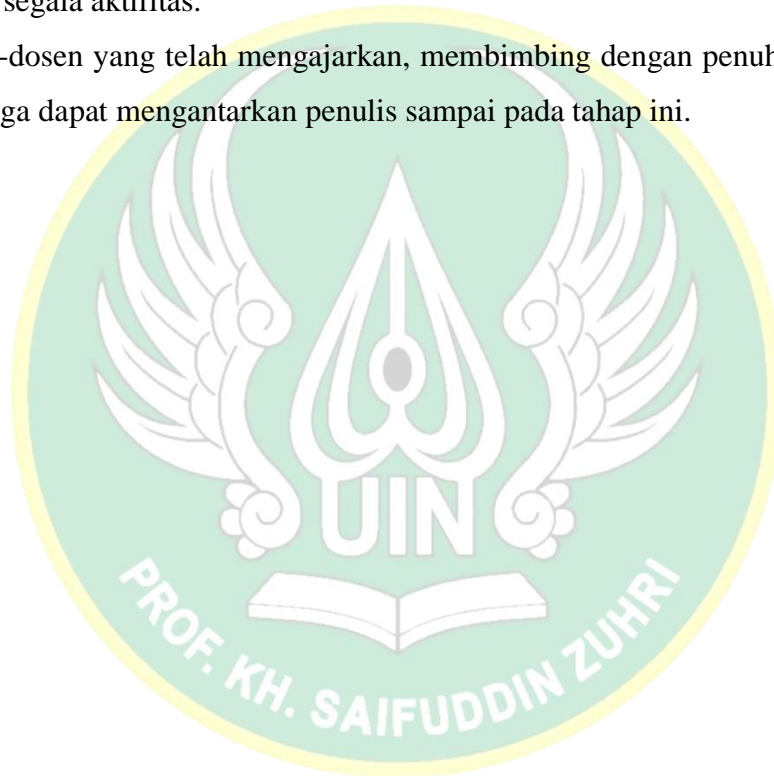 segala aktifitas.
-dosen yang telah mengajarkan, membimbing dengan penuh
ga dapat mengantarkan penulis sampai pada tahap ini.
UIN
PROF. KH. SAIFUDDIN ZUHRI